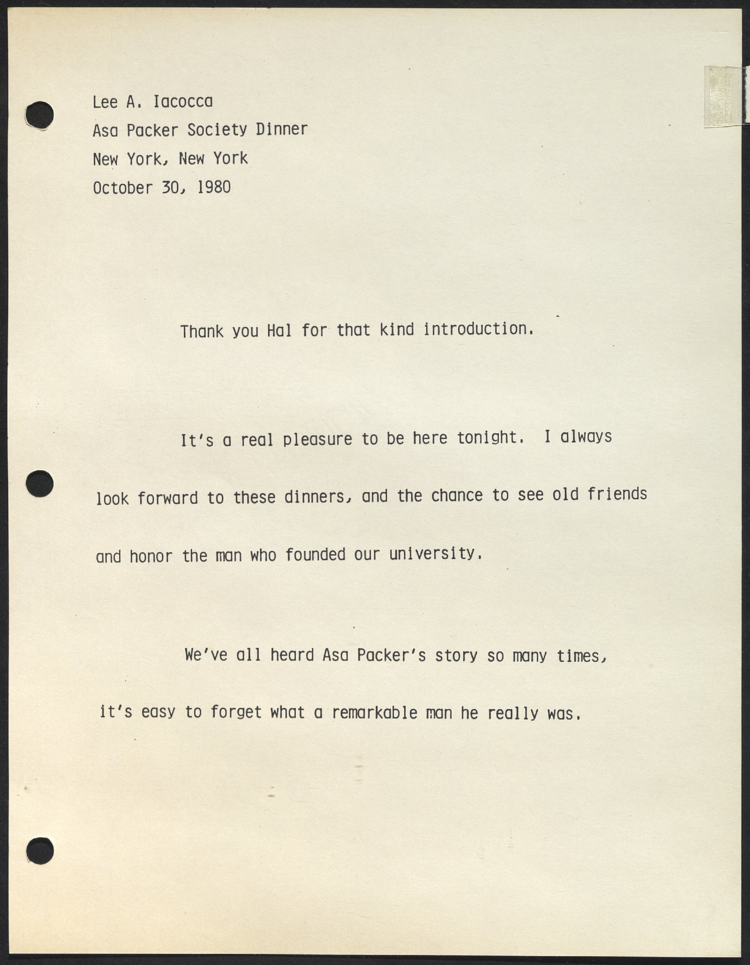 Lee A. Iacocca
Asa Packer Society Dinner
New York, New York
October 30, 1980
Thank you Hal for that kind introduction.
It's a real pleasure to be here tonight.  I always
look forward to these dinners, and the chance to see old friends
and honor the man who founded our university.
We've all heard Asa Packer's story so many times,
it's easy to forget what a remarkable man he really was.